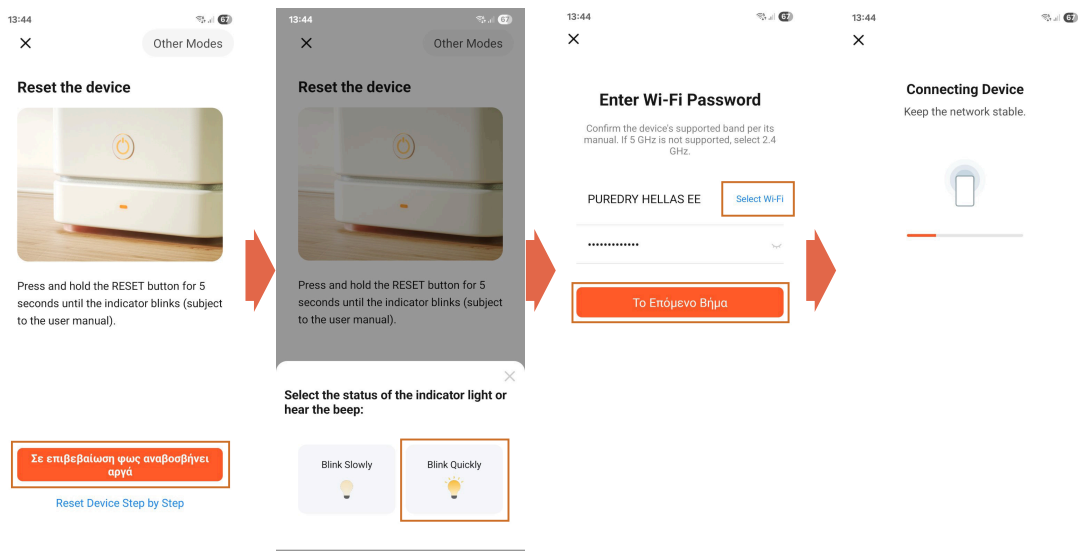 13:44
67
Other Modes
Reset the device
Press and hold the RESET button for 5
seconds until the indicator blinks (subject
to the user manual).
Σε επιβεβαίωση φως αναβοσβήνει
αργά
Reset Device Step by Step
13:44
67
Other Modes
Reset the device
Press and hold the RESET button for 5
seconds until the indicator blinks (subject
to the user manual).
Select the status of the indicator light or
hear the beep:
Blink Slowly
Blink Quickly
13:44
67
Enter Wi-Fi Password
Confirm the device's supported band per its
manual. If 5 GHz is not supported, select 2.4
GHz.
PUREDRY HELLAS EE
Select Wi-Fi
•••••••••••••
Το Επόμενο Βήμα
13:44
67
Connecting Device
Keep the network stable.